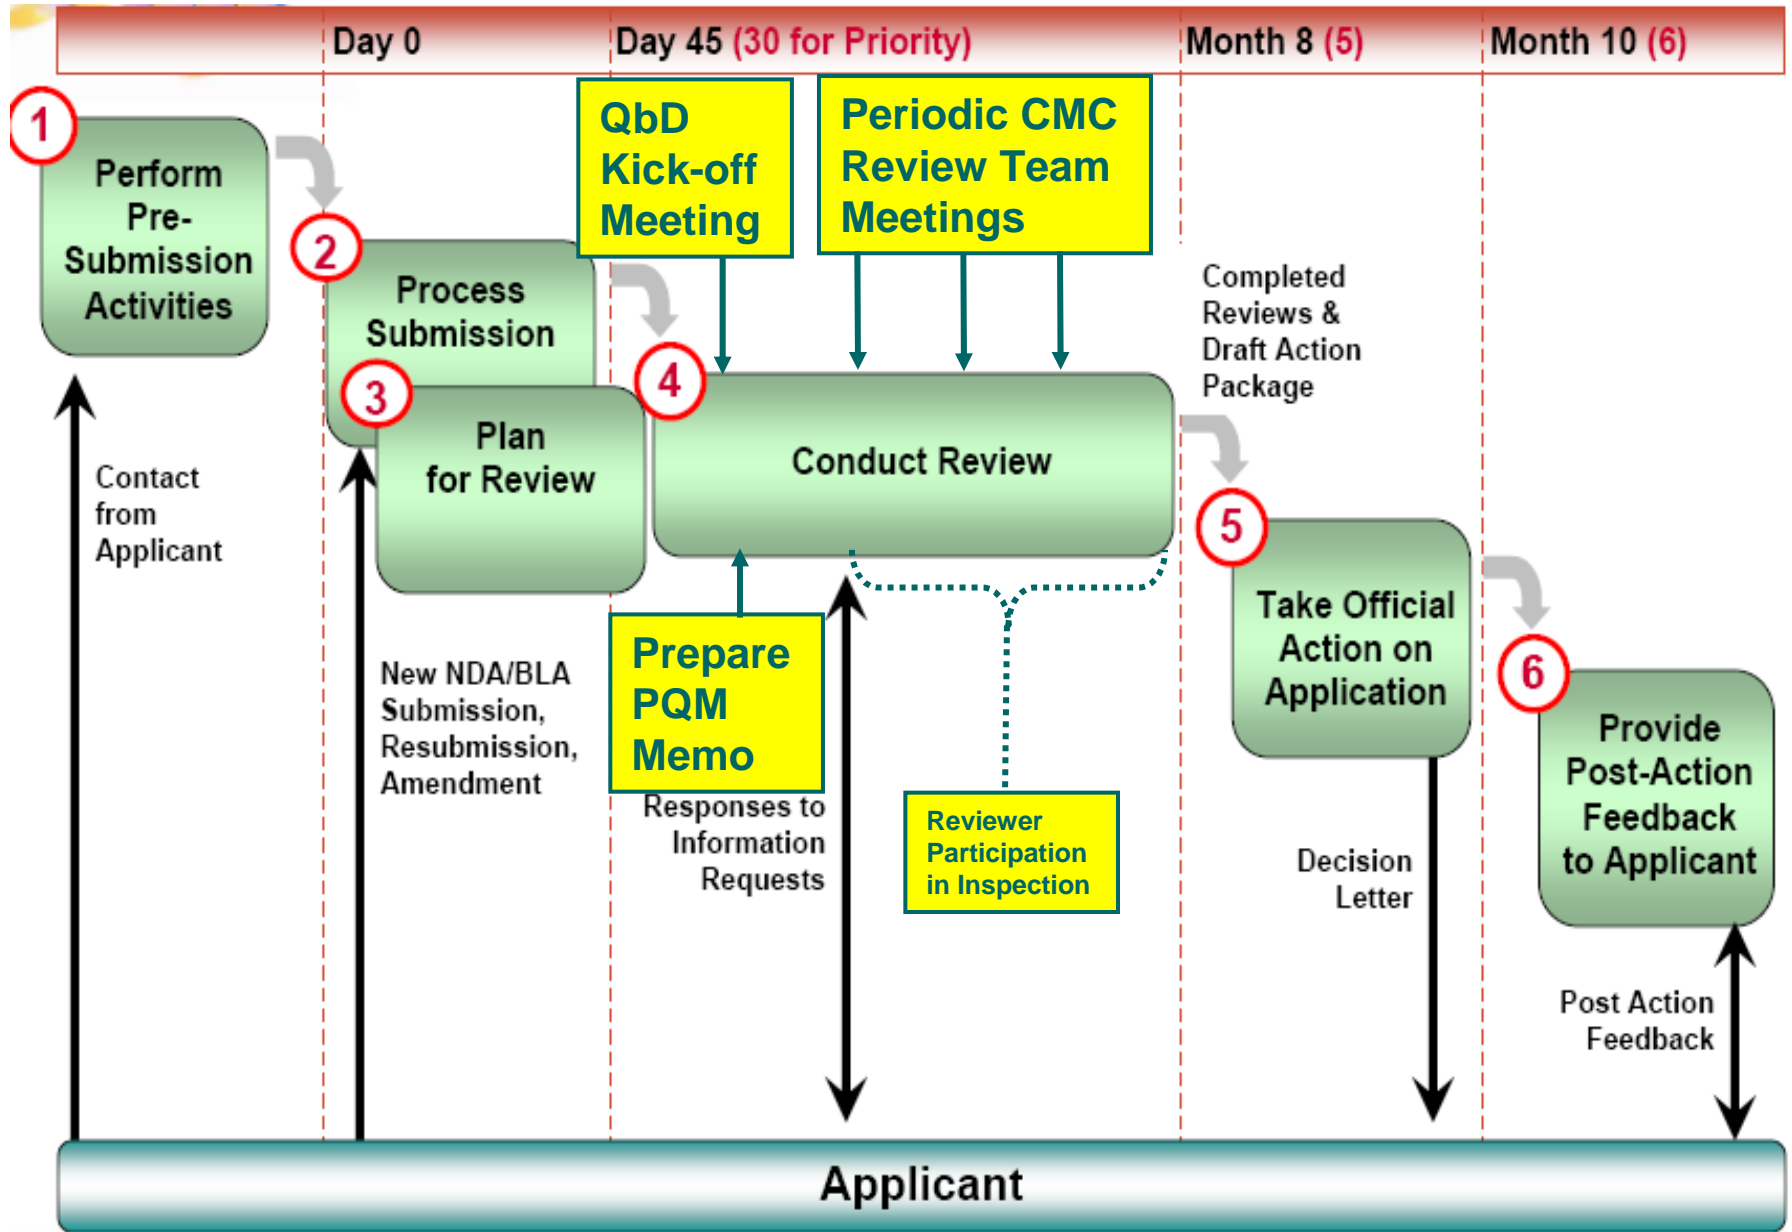 Day 0
Day 45 (30 for Priority)
Month 8 (5)
Month 10 (6)
1
Perform
Pre-
Submission
Activities
2
Process
Submission
3
Plan
for Review
QbD
Kick-off
Meeting
Periodic CMC
Review Team
Meetings
4
Conduct Review
Completed
Reviews &
Draft Action
Package
5
Take Official
Action on
Application
6
Provide
Post-Action
Feedback
to Applicant
Contact
from
Applicant
New NDA/BLA
Submission,
Resubmission,
Amendment
Prepare
PQM
Memo
Responses to
Information
Requests
Reviewer
Participation
in Inspection
Decision
Letter
Post Action
Feedback
Applicant